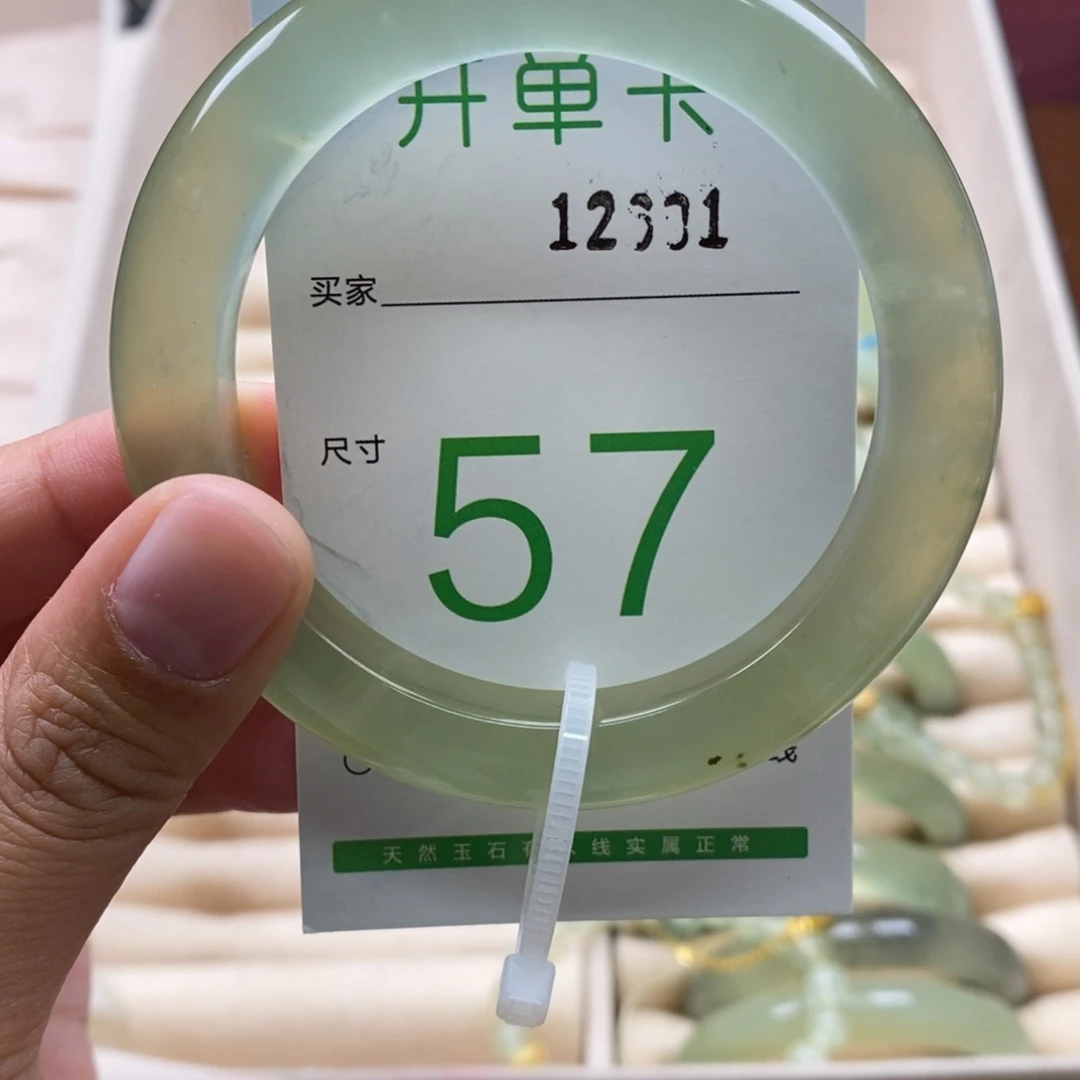 开单卡
买家
尺寸 57
天然玉石 线实属正常